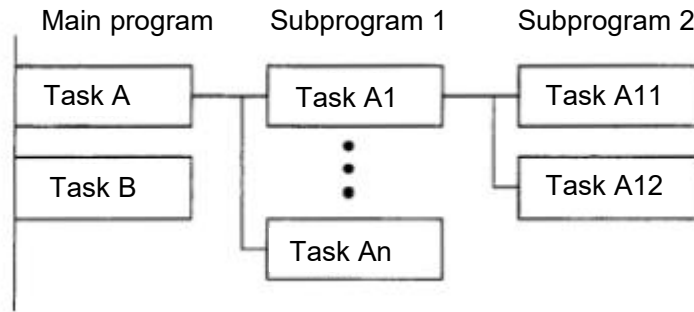 Main program Subprogram 1 Subprogram 2
Task A Task A1 Task A11
Task B Task A12
Task An